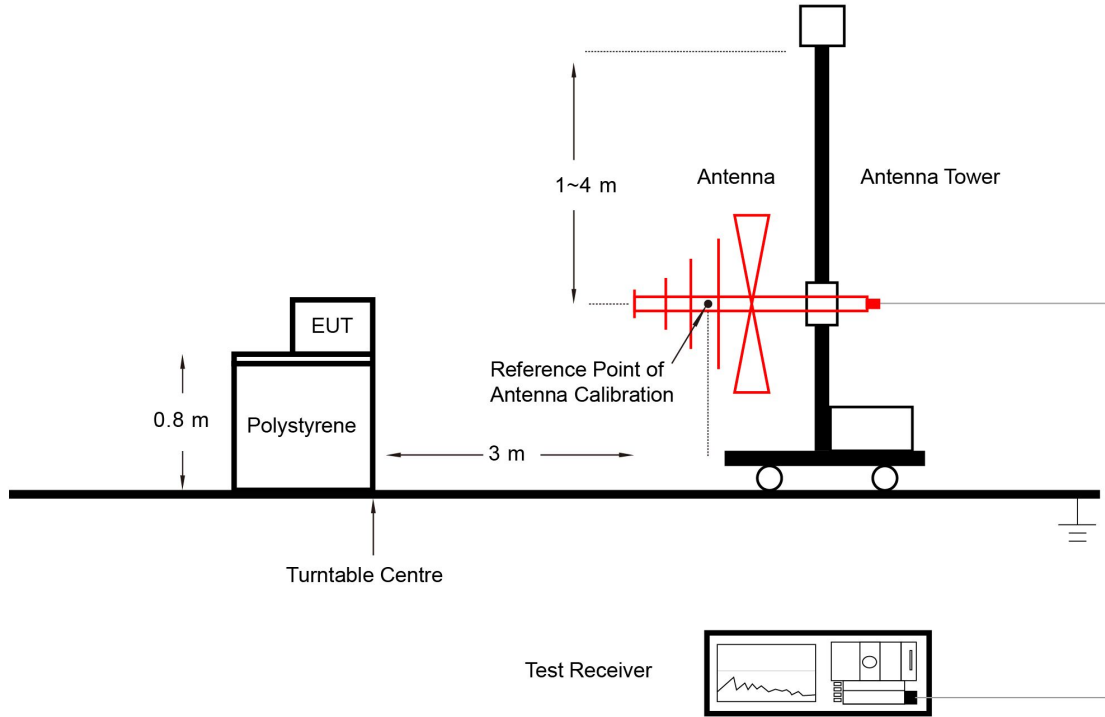 1~4 m
Antenna
Antenna Tower
EUT
Reference Point of
Antenna Calibration
0.8 m
Polystyrene
3 m
Turntable Centre
Test Receiver